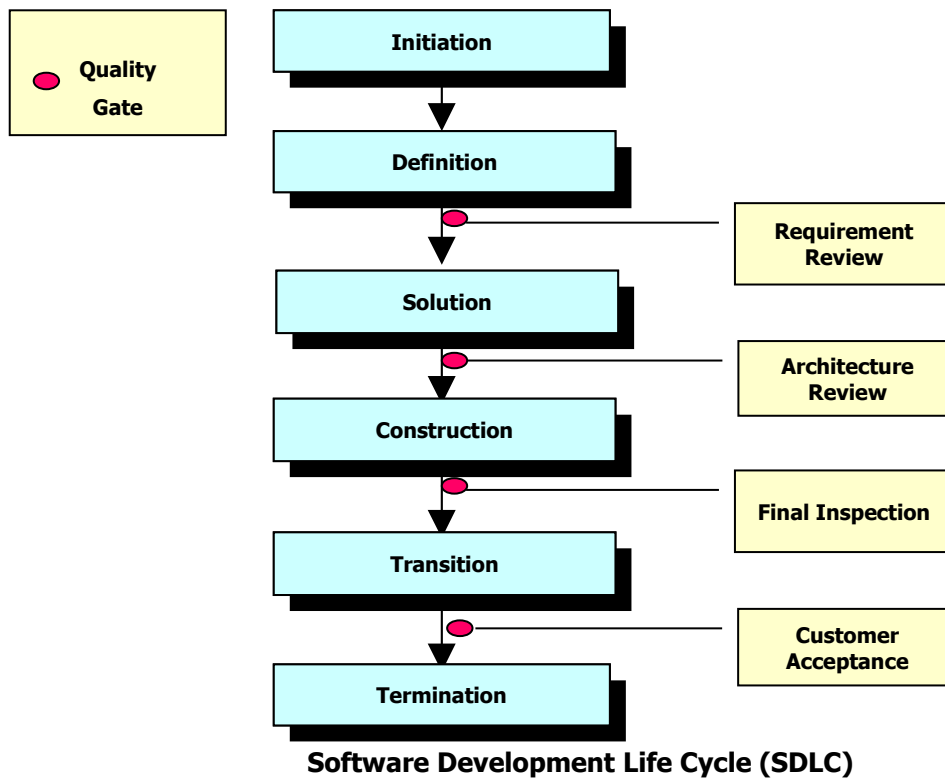 Quality
Gate
Initiation
Definition
Requirement
Review
Solution
Architecture
Review
Construction
Final Inspection
Transition
Customer
Acceptance
Termination
Software Development Life Cycle (SDLC)